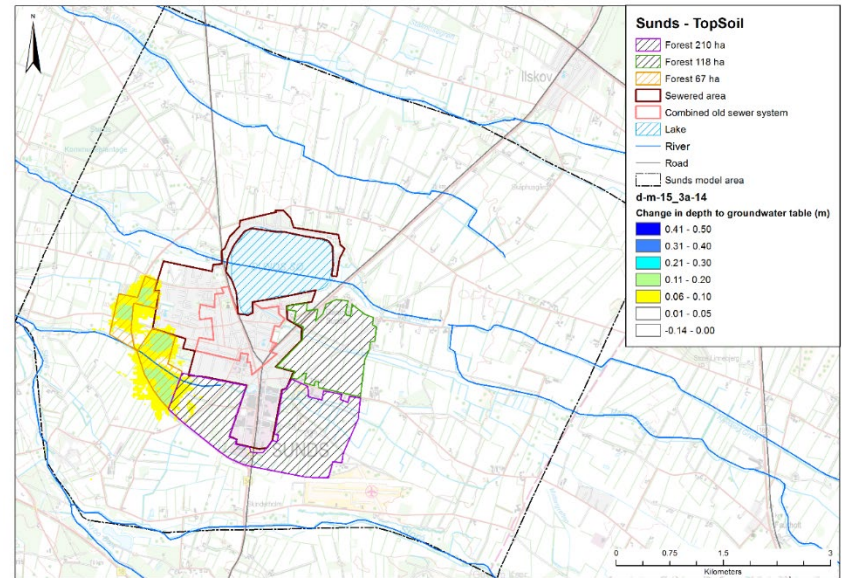 N
Sunds - TopSoil
Forest 210 ha
Forest 118 ha
Forest 67 ha
Sewered area
Combined old sewer system
Lake
River
Road
Sunds model area
d-m-15_3a-14
Change in depth to groundwater table (m)
0.41 - 0.50
0.31 - 0.40
0.21 - 0.30
0.11 - 0.20
0.06 - 0.10
0.01 - 0.05
-0.14 - 0.00
Ilskov
SUNDS
0 0.75 1.5 3
Kilometers